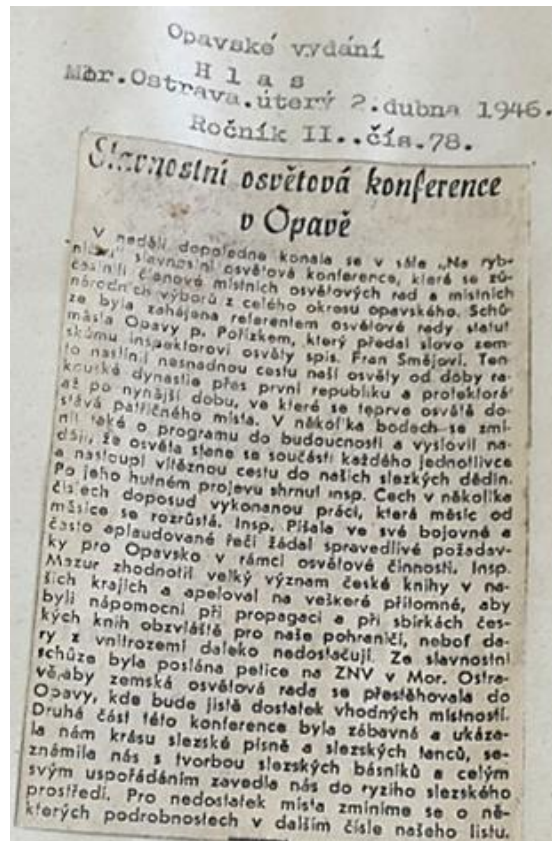 Opavské vydání
Hlas
Mor.Ostrava.úterý 2.dubna 1946.
Ročník II..čís.78.
Slavnostní osvětová konference
v Opavě
V neděli dopoledne konala se v sále „Na ryb-
níčku" slavnostní osvětová konference, které se zú-
častnili členové místních osvětových rad a místních
národních výborů z celého okresu opavského. Schů-
ze byla zahájena referentem osvětové rady statut
města Opavy p. Pořízkem, který předal slovo zem-
skému inspektorovi osvěty spis. Fran Smějovi. Ten-
to nastínil nesnadnou cestu naší osvěty od doby ra-
kouské dynastie přes první republiku a protektorát
až po nynější dobu, ve které se teprve osvětě do-
stává patřičného místa. V několika bodech se zmí-
nil také o programu do budoucnosti a vyslovil na-
ději, že osvěta stane se součástí každého jednotlivce
a nastoupí vítěznou cestu do našich slezkých dědin.
Po jeho hutném projevu shrnul insp. Čech v několika
číslech doposud vykonanou práci, která měsíc od
měsíce se rozrůstá. Insp. Pišala ve své bojovné a
často aplaudované řeči žádal spravedlivé požadav-
ky pro Opavsko v rámci osvětové činnosti. Insp.
Mazur zhodnotil velký význam české knihy v na-
šich krajích a apeloval na veškeré přítomné, aby
byli nápomocni při propagaci a při sbírkách čes-
kých knih obzvláště pro naše pohraničí, neboť da-
ry z vnitrozemí daleko nedostačují. Ze slavnostní
schůze byla poslána petice na ZNV v Mor. Ostra-
vě,aby zemská osvětová rada se přestěhovala do
Opavy, kde bude jistě dostatek vhodných místností.
Druhá část této konference byla zábavná a ukáza-
la nám krásu slezské písně a slezských tanců, se-
známila nás s tvorbou slezských básníků a celým
svým uspořádáním zavedla nás do ryzího slezského
prostředí. Pro nedostatek místa zmíníme se o ně-
kterých podrobnostech v dalším čísle našeho listu.